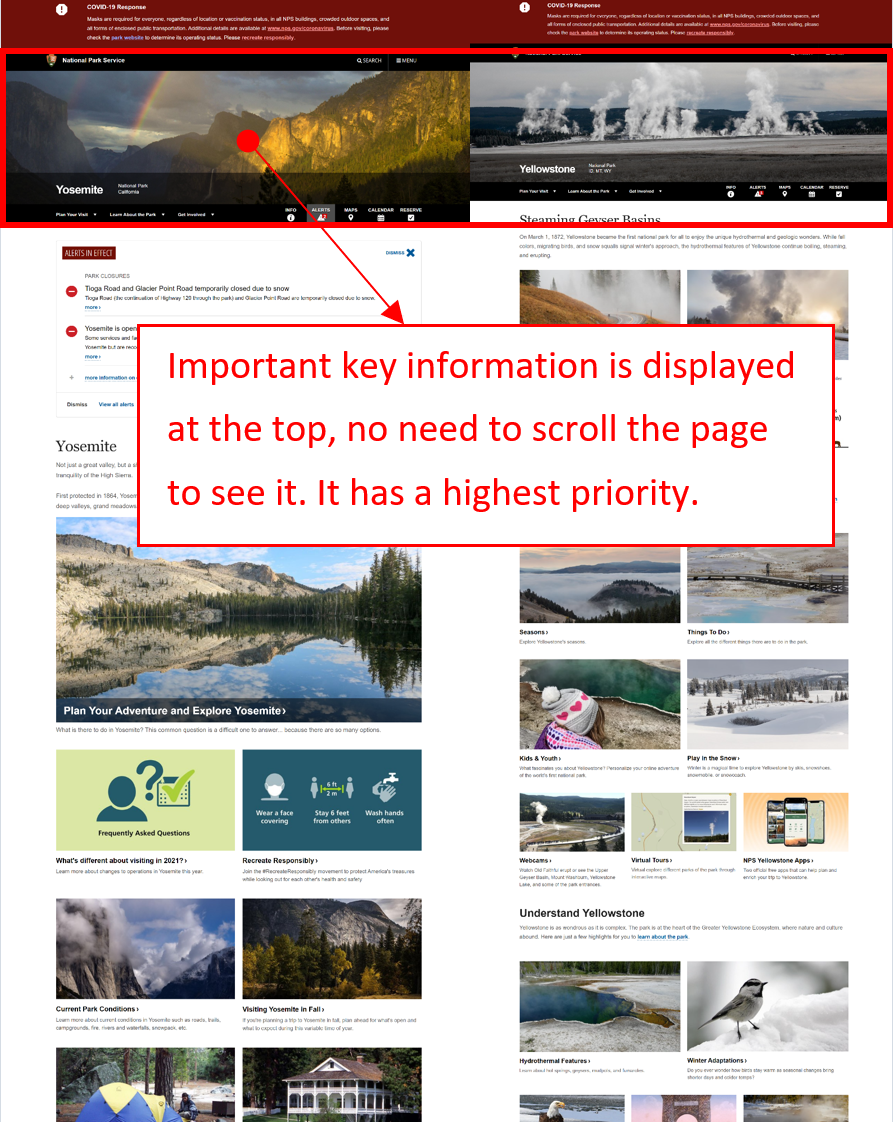 COVID-19 Response
Masks are required for everyone, regardless of location or vaccination status, in all NPS buildings, crowded outdoor spaces, and
all forms of enclosed public transportation. Additional details are available at www.nps.gov/coronavirus. Before visiting, please
check the park website to determine its operating status. Please recreate responsibly.
National Park Service
SEARCH
MENU
Yosemite
National Park
California
Plan Your Visit
Learn About the Park
Get Involved
INFO
ALERTS
MAPS
CALENDAR
RESERVE
ALERTS IN EFFECT
DISMISS
PARK CLOSURES
Tioga Road and Glacier Point Road temporarily closed due to snow
Tioga Road (the continuation of Highway 120 through the park) and Glacier Point Road are temporarily closed due to snow.
more ›
Yosemite is open
Some services and
Yosemite but are
more ›
more information on
Dismiss
View all alerts
Yosemite
Not just a great valley, but a
tranquility of the High Sierra.
First protected in 1864,
deep valleys, grand meadows
Plan Your Adventure and Explore Yosemite›
What is there to do in Yosemite? This common question is a difficult one to answer... because there are so many options.
Frequently Asked Questions
Wear a face
covering
6 ft
2 m
Stay 6 feet
from others
Wash hands
often
What's different about visiting in 2021? ›
Learn more about changes to operations in Yosemite this year.
Recreate Responsibly ›
Join the #RecreateResponsibly movement to protect America's treasures
while looking out for each other's health and safety
Current Park Conditions ›
Learn more about current conditions in Yosemite such as roads, trails,
campgrounds, fire, rivers and waterfalls, snowpack, etc.
Visiting Yosemite in Fall ›
If you're planning a trip to Yosemite in fall, plan ahead for what's open and
what to expect during this variable time of year.
COVID-19 Response
Masks are required for everyone, regardless of location or vaccination status, in all NPS buildings, crowded outdoor spaces, and
all forms of enclosed public transportation. Additional details are available at www.nps.gov/coronavirus. Before visiting, please
check the park website to determine its operating status. Please recreate responsibly.
Yellowstone
National Park
ID, MT, WY
Plan Your Visit
Learn About the Park
Get Involved
INFO
ALERTS
MAPS
CALENDAR
RESERVE
Steaming Geyser Basins
On March 1, 1872, Yellowstone became the first national park for all to enjoy the unique hydrothermal and geologic wonders. While fall
colors, migrating birds, and snow squalls signal winter's approach, the hydrothermal features of Yellowstone continue boiling, steaming,
and erupting.
Important key information is displayed
at the top, no need to scroll the page
to see it. It has a highest priority.
Seasons ›
Explore Yellowstone's seasons.
Things To Do ›
Explore all the different things there are to do in the park.
Kids & Youth ›
What fascinates you about Yellowstone? Personalize your online adventure
of the world's first national park.
Play in the Snow ›
Winter is a magical time to explore Yellowstone by skis, snowshoes,
snowmobile, or snowcoach.
Webcams ›
Watch Old Faithful erupt or see the Upper
Geyser Basin, Mount Washburn, Yellowstone
Lake, and some of the park entrances.
Virtual Tours ›
Virtual explore different parts of the park through
interactive maps.
NPS Yellowstone Apps ›
Two official free apps that can help plan and
enrich your trip to Yellowstone.
Understand Yellowstone
Yellowstone is as wondrous as it is complex. The park is at the heart of the Greater Yellowstone Ecosystem, where nature and culture
abound. Here are just a few highlights for you to learn about the park.
Hydrothermal Features ›
Learn about hot springs, geysers, mudpots, and fumaroles.
Winter Adaptations ›
Do you ever wonder how birds stay warm as seasonal changes bring
shorter days and colder temps?